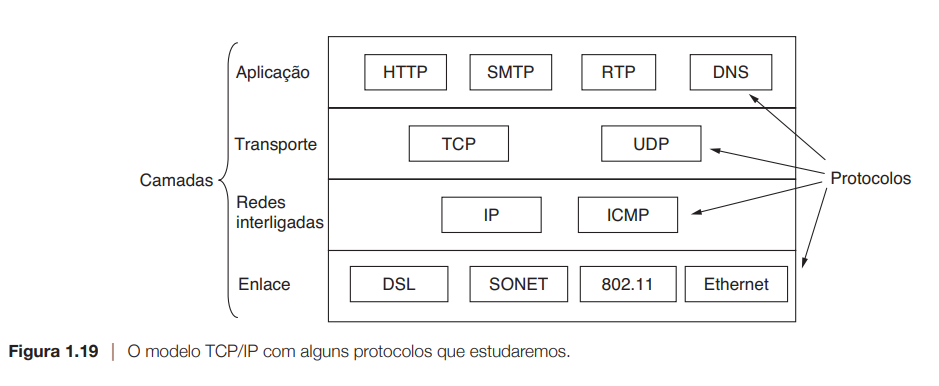 Aplicação HTTP SMTP RTP DNS
Transporte TCP UDP
Camadas Protocolos
Redes
interligadas IP ICMP
Enlace DSL SONET 802.11 Ethernet
Figura 1.19 | O modelo TCP/IP com alguns protocolos que estudaremos.